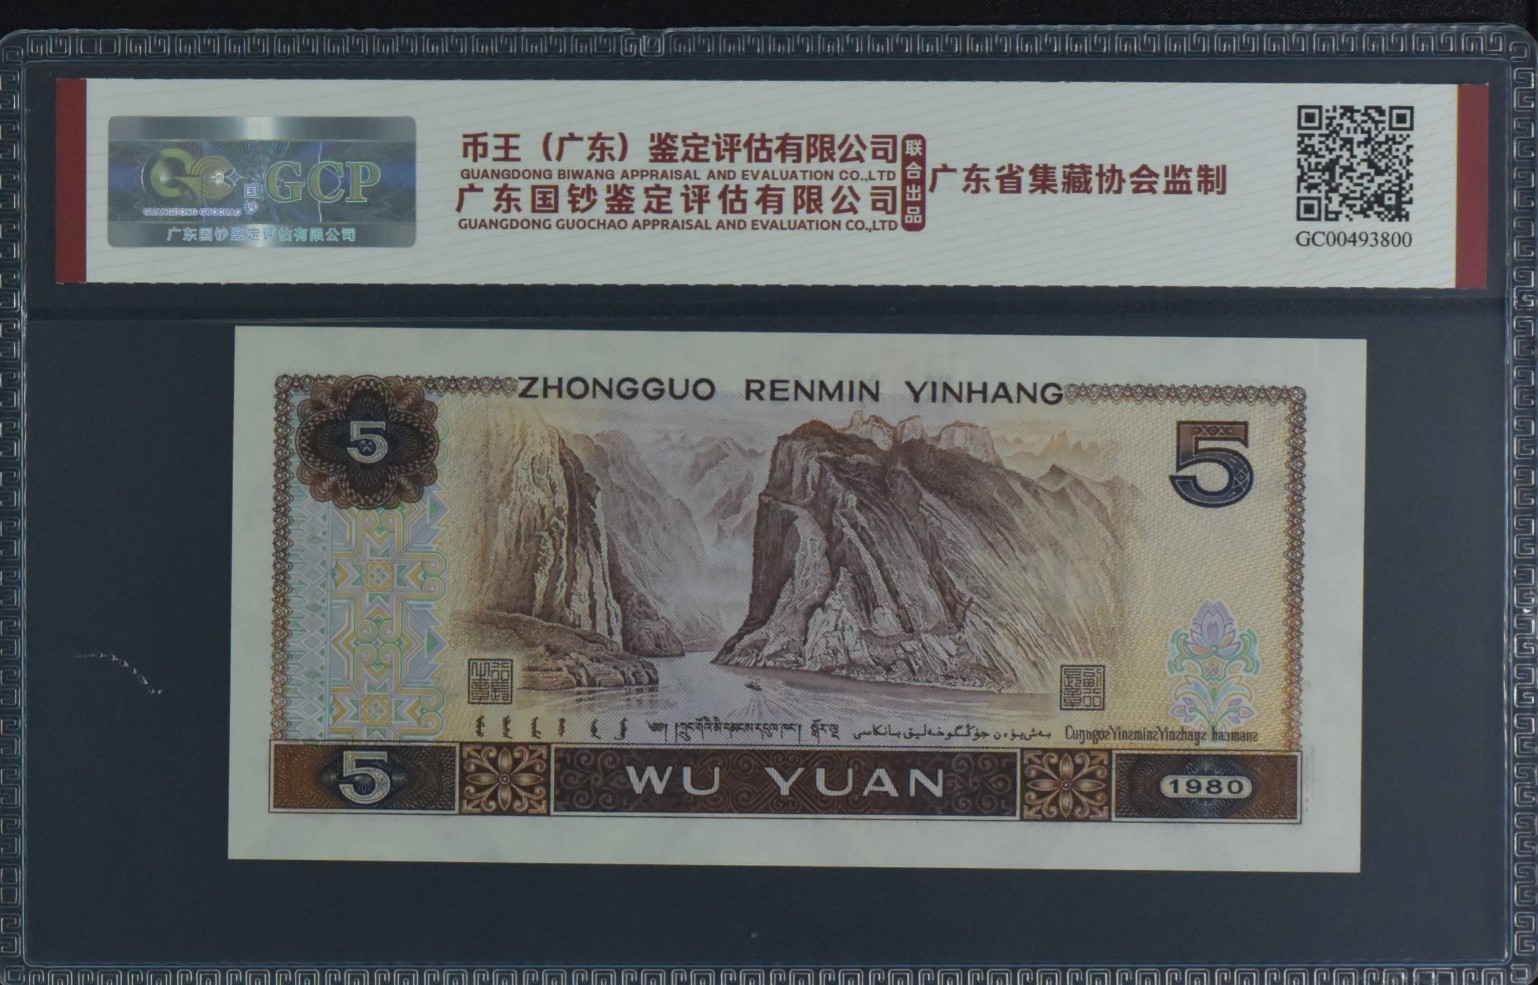 GCP
国钞
GUANGDONG GUOCHAO
广东国钞鉴定评估有限公司
币王（广东）鉴定评估有限公司
GUANGDONG BIWANG APPRAISAL AND EVALUATION CO.,LTD
广东国钞鉴定评估有限公司
GUANGDONG GUOCHAO APPRAISAL AND EVALUATION CO.,LTD
联合出品
广东省集藏协会监制
GC00493800
ZHONGGUO RENMIN YINHANG
5
5
CuŋƅgozYinzminzYinzhaŋz hasmanz
5
WU YUAN
1980